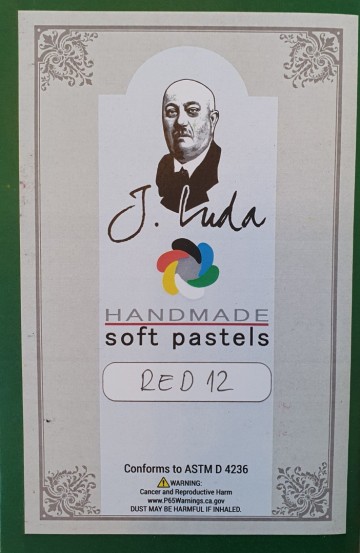 J. Luda
HANDMADE
soft pastels
RED 12
Conforms to ASTM D 4236
WARNING:
Cancer and Reproductive Harm
www.P65Warnings.ca.gov
DUST MAY BE HARMFUL IF INHALED.